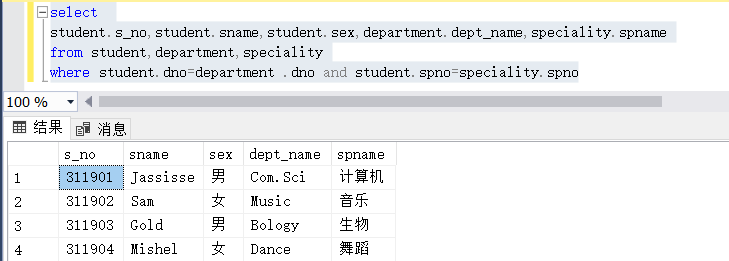 select
student.s_no,student.sname,student.sex,department.dept_name,speciality.spname
from student,department,speciality
where student.dno=department .dno and student.spno=speciality.spno
100 %
结果 消息
s_no sname sex dept_name spname
1 311901 Jassisse 男 Com.Sci 计算机
2 311902 Sam 女 Music 音乐
3 311903 Gold 男 Bology 生物
4 311904 Mishel 女 Dance 舞蹈